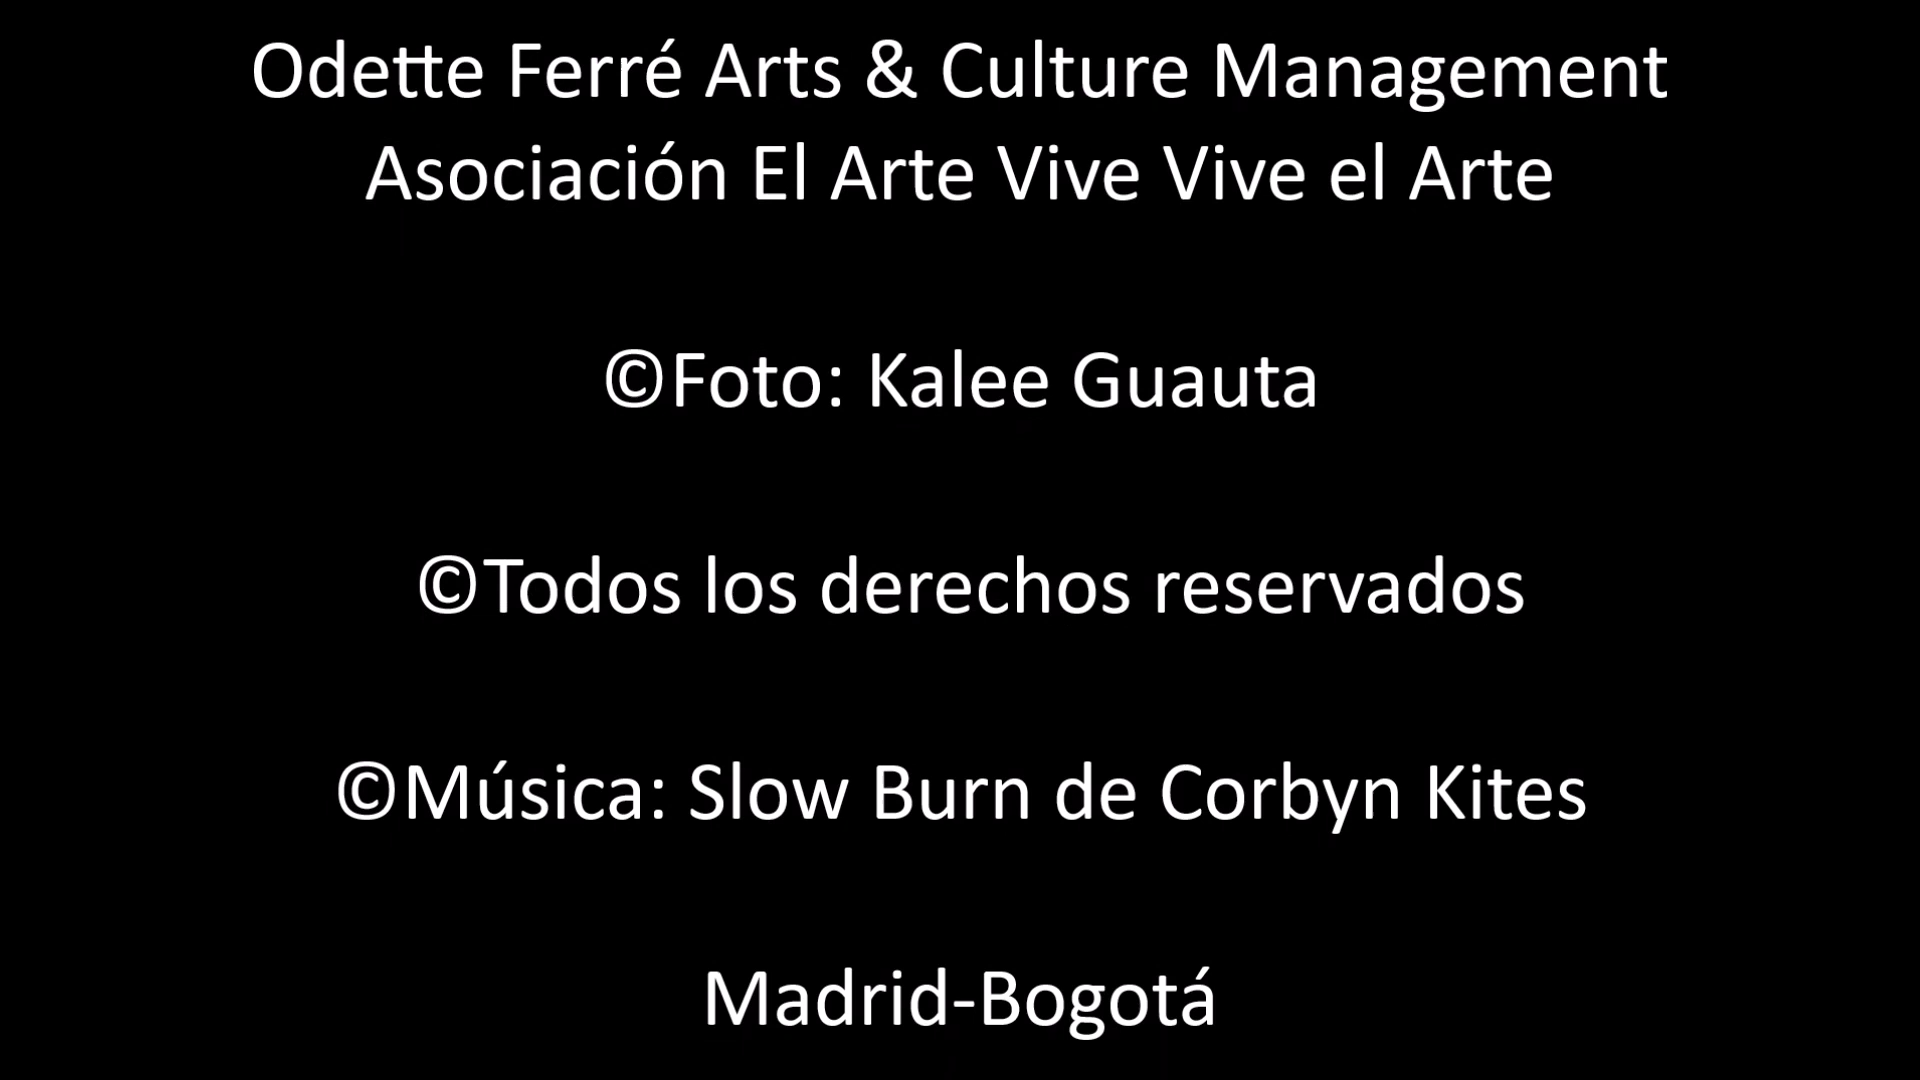 Odette Ferré Arts & Culture Management
Asociación El Arte Vive Vive el Arte
©Foto: Kalee Guauta
©Todos los derechos reservados
©Música: Slow Burn de Corbyn Kites
Madrid-Bogotá